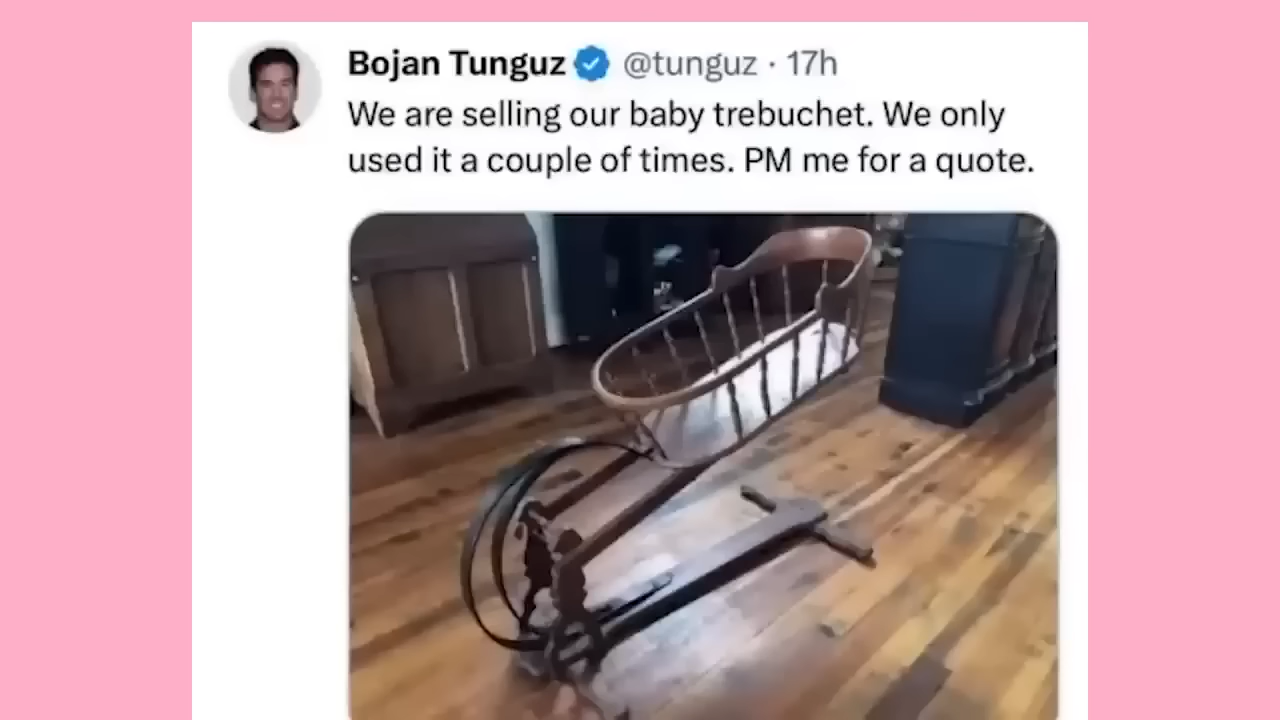 Bojan Tunguz @tunguz · 17h
We are selling our baby trebuchet. We only
used it a couple of times. PM me for a quote.